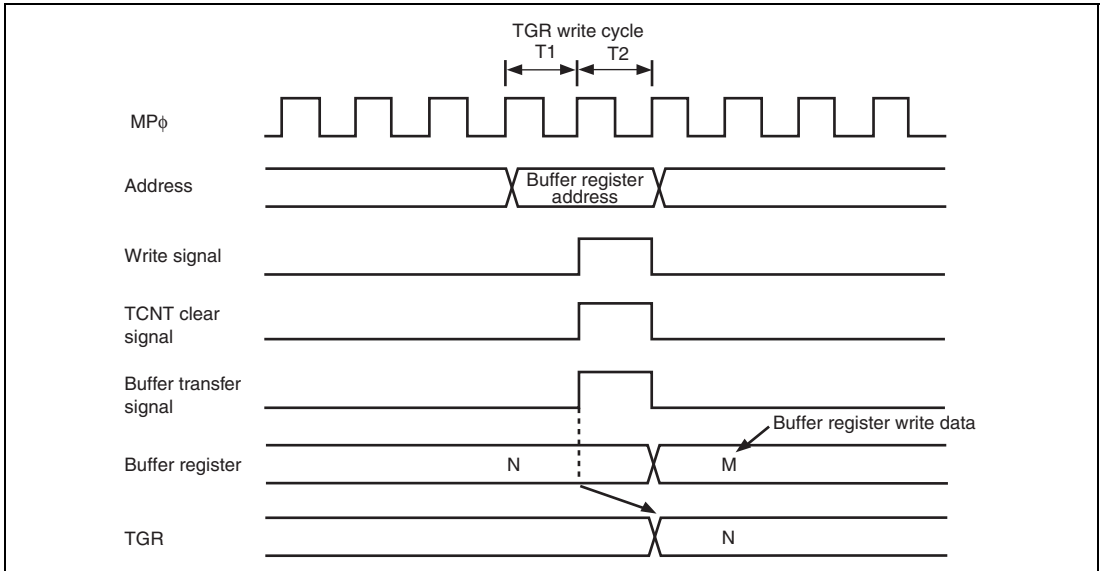 TGR write cycle
T1 T2
MPφ
Address
Buffer register
address
Write signal
TCNT clear
signal
Buffer transfer
signal
Buffer register write data
Buffer register
N M
TGR
N